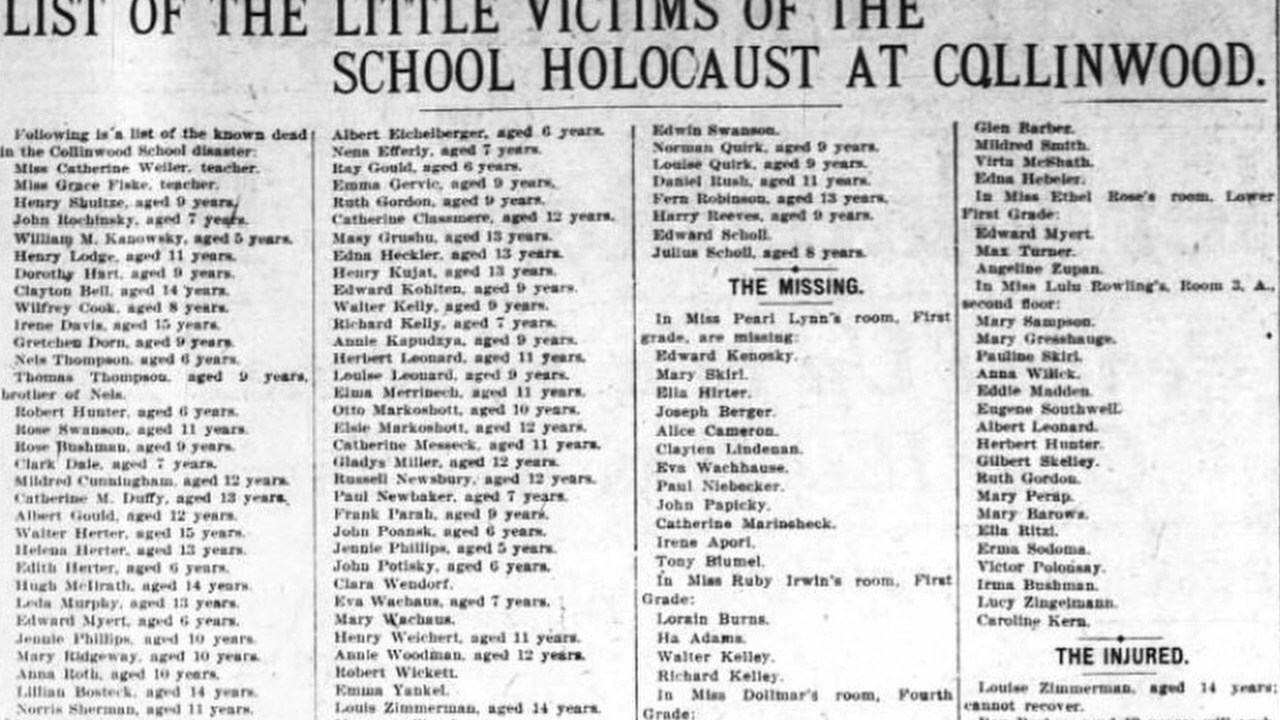 LIST OF THE LITTLE VICTIMS OF THE
SCHOOL HOLOCAUST AT COLLINWOOD.
Following is a list of the known dead
in the Collinwood School disaster:
Miss Catherine Weiler, teacher.
Miss Grace Fiske, teacher.
Henry Shultze, aged 9 years.
John Rochinsky, aged 7 years.
William M. Kanowsky, aged 5 years.
Henry Lodge, aged 11 years.
Dorothy Hart, aged 9 years.
Clayton Bell, aged 14 years.
Wilfrey Cook, aged 8 years.
Irene Davis, aged 15 years.
Gretchen Dorn, aged 9 years.
Nels Thompson, aged 6 years.
Thomas Thompson, aged 9 years,
brother of Nels.
Robert Hunter, aged 6 years.
Rose Swanson, aged 11 years.
Rose Bushman, aged 9 years.
Clark Dale, aged 7 years.
Mildred Cunningham, aged 12 years.
Catherine M. Duffy, aged 13 years.
Albert Gould, aged 12 years.
Walter Herter, aged 15 years.
Helena Herter, aged 13 years.
Edith Herter, aged 6 years.
Hugh McIlrath, aged 14 years.
Leda Murphy, aged 13 years.
Edward Myert, aged 6 years.
Jennie Phillips, aged 10 years.
Mary Ridgeway, aged 10 years.
Anna Roth, aged 10 years.
Lillian Bosteck, aged 14 years.
Norris Sherman, aged 11 years.
Albert Eichelberger, aged 6 years.
Nena Efferly, aged 7 years.
Ray Gould, aged 6 years.
Emma Gervic, aged 9 years.
Ruth Gordon, aged 9 years.
Catherine Classmere, aged 12 years.
Masy Grushu, aged 13 years.
Edna Heckler, aged 13 years.
Henry Kujat, aged 13 years.
Edward Kohlten, aged 9 years.
Walter Kelly, aged 9 years.
Richard Kelly, aged 7 years.
Annie Kapudzya, aged 9 years.
Herbert Leonard, aged 11 years.
Louise Leonard, aged 9 years.
Elma Merrinech, aged 11 years.
Otto Markoshott, aged 10 years.
Elsie Markoshott, aged 12 years.
Catherine Messeck, aged 11 years.
Gladys Miller, aged 12 years.
Russell Newsbury, aged 12 years.
Paul Newbaker, aged 7 years.
Frank Parah, aged 9 years.
John Poansk, aged 6 years.
Jennie Phillips, aged 5 years.
John Potisky, aged 6 years.
Clara Wendorf.
Eva Wachaus, aged 7 years.
Mary Wachaus.
Henry Weichert, aged 11 years.
Annie Woodman, aged 12 years.
Robert Wickett.
Emma Yankel.
Louis Zimmerman, aged 14 years.
Edwin Swanson.
Norman Quirk, aged 9 years.
Louise Quirk, aged 9 years.
Daniel Rush, aged 11 years.
Fern Robinson, aged 13 years.
Harry Reeves, aged 9 years.
Edward Scholl.
Julius Scholl, aged 8 years.
THE MISSING.
In Miss Pearl Lynn's room, First
grade, are missing:
Edward Kenosky.
Mary Skirl.
Ella Hirter.
Joseph Berger.
Alice Cameron.
Clayten Lindenan.
Eva Wachhause.
Paul Niebecker.
John Papicky.
Catherine Marinsheck.
Irene Apori.
Tony Blumel.
In Miss Ruby Irwin's room, First
Grade:
Lorain Burns.
Ha Adams.
Walter Kelley.
Richard Kelley.
In Miss Dollmar's room, Fourth
Grade:
Glen Barber.
Mildred Smith.
Virta McShath.
Edna Hebeler.
In Miss Ethel Rose's room, Lower
First Grade:
Edward Myert.
Max Turner.
Angeline Zupan.
In Miss Lulu Rowling's, Room 3, A.,
second floor:
Mary Sampson.
Mary Gresshauge.
Pauline Skirl.
Anna Willck.
Eddie Madden.
Eugene Southwell.
Albert Leonard.
Herbert Hunter.
Gilbert Skelley.
Ruth Gordon.
Mary Perap.
Mary Barows.
Ella Ritzi.
Erma Sodoma.
Victor Polonsay.
Irma Bushman.
Lucy Zingelmann.
Caroline Kern.
THE INJURED.
Louise Zimmerman, aged 14 years;
cannot recover.